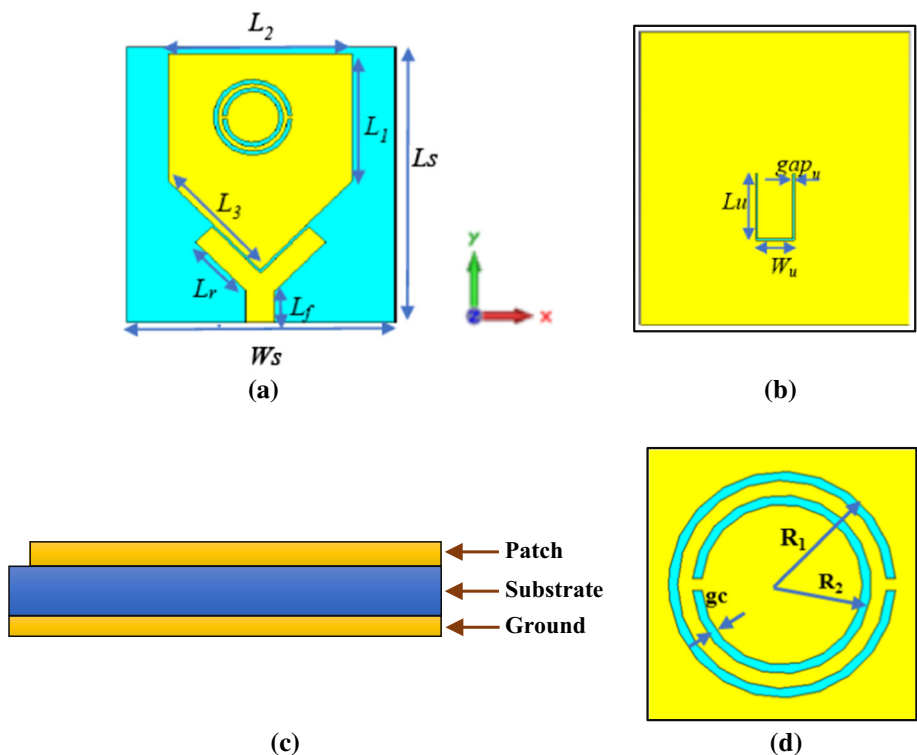 L2
L1
Ls
L3
Lr
Lf
Ws
(a)
Y
Z
X
gapu
Lu
Wu
(b)
Patch
Substrate
Ground
(c)
R1
R2
gc
(d)